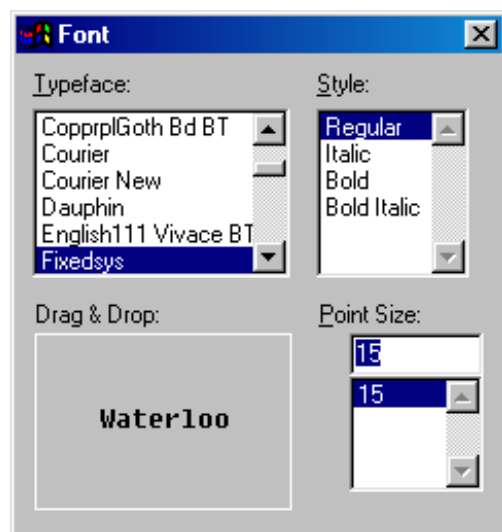 Font
Typeface:
CopprplGoth Bd BT
Courier
Courier New
Dauphin
English111 Vivace BT
Fixedsys
Style:
Regular
Italic
Bold
Bold Italic
Drag & Drop:
Waterloo
Point Size:
15
15